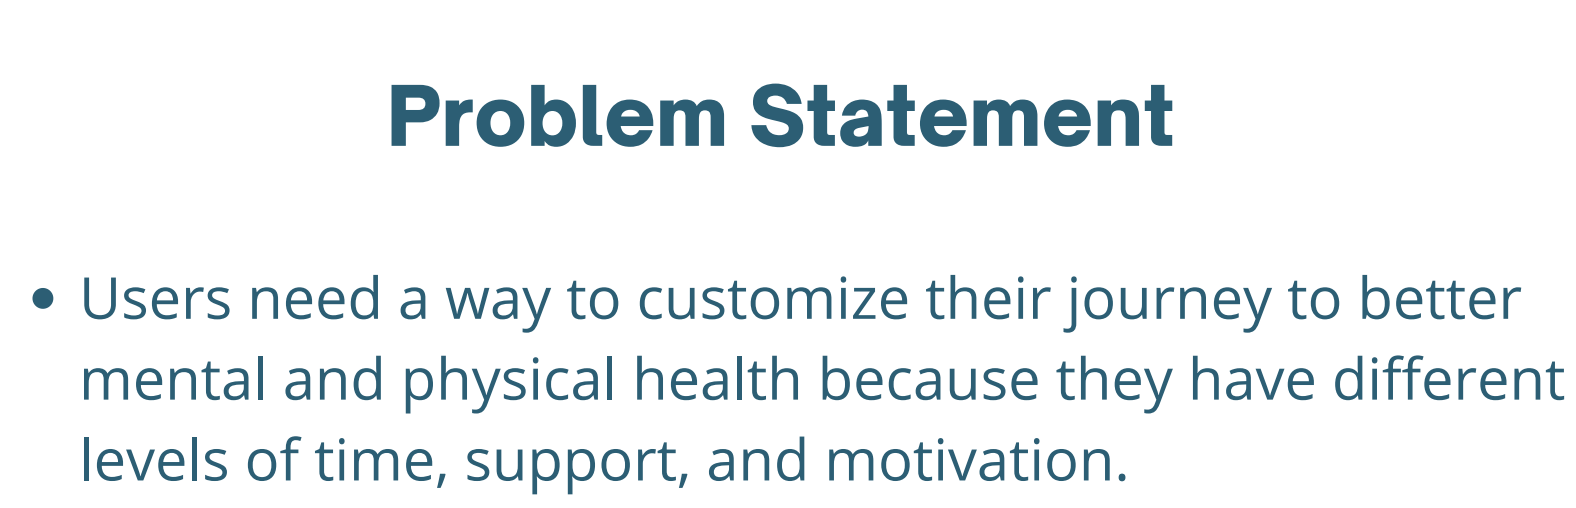 Problem Statement
• Users need a way to customize their journey to better
mental and physical health because they have different
levels of time, support, and motivation.